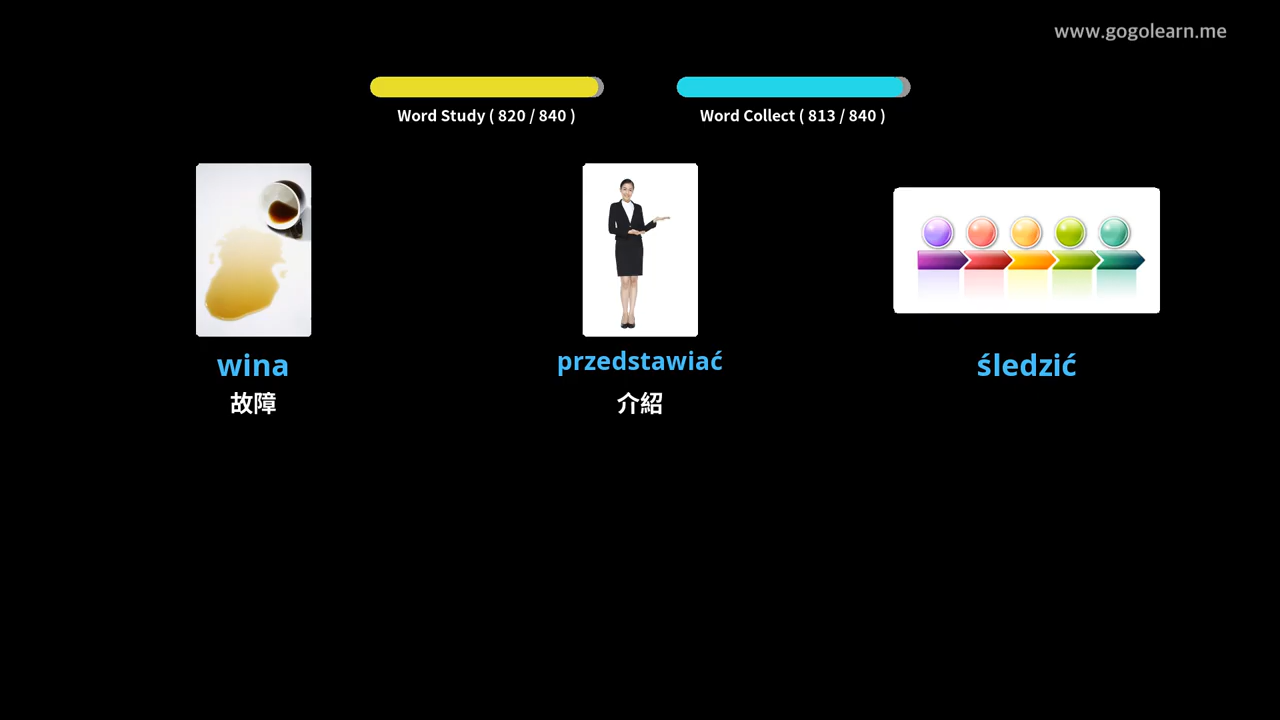 www.gogolearn.me
Word Study ( 820 / 840 )
Word Collect ( 813 / 840 )
wina
przedstawiać
śledzić
故障
介紹